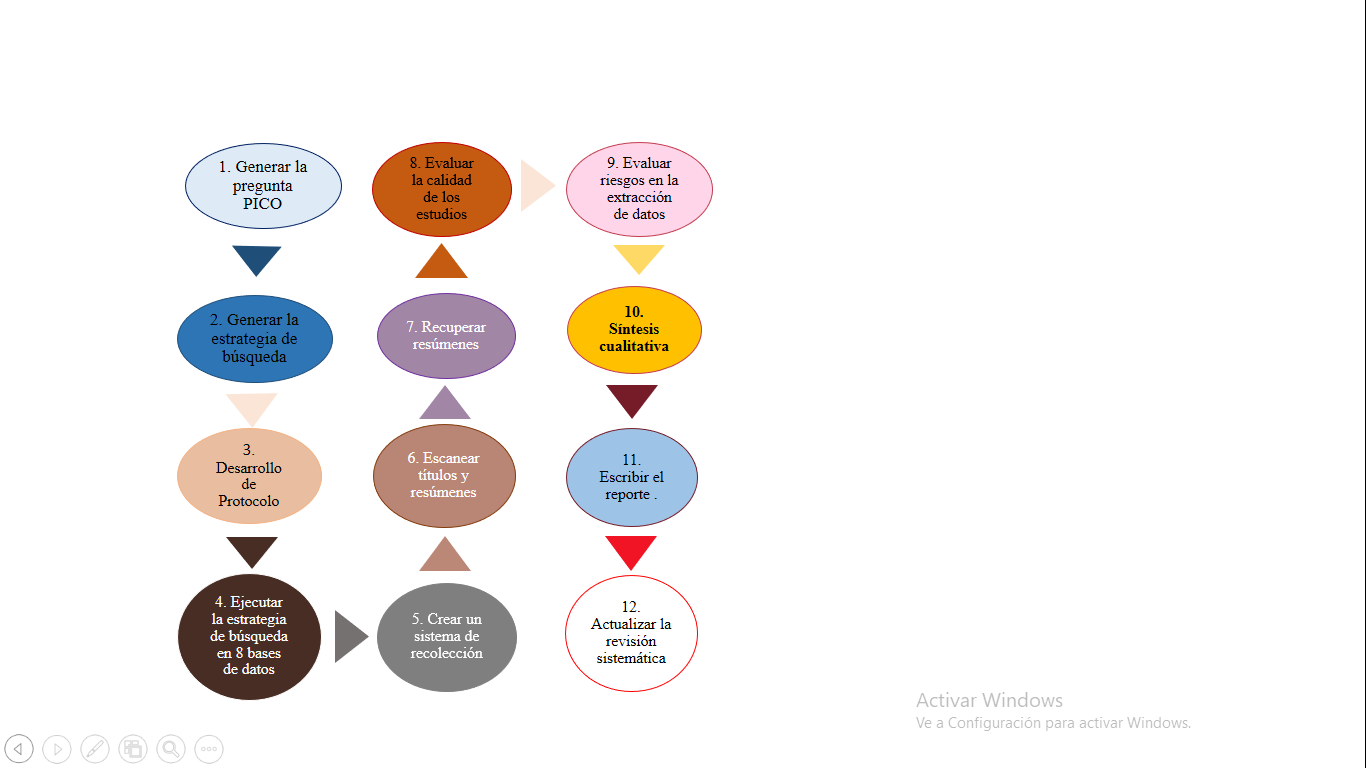 1. Generar la
pregunta
PICO
2. Generar la
estrategia de
búsqueda
3.
Desarrollo
de
Protocolo
4. Ejecutar
la estrategia
de búsqueda
en 8 bases
de datos
5. Crear un
sistema de
recolección
6. Escanear
títulos y
resúmenes
7. Recuperar
resúmenes
8. Evaluar
la calidad
de los
estudios
9. Evaluar
riesgos en la
extracción
de datos
10.
Síntesis
cualitativa
11.
Escribir el
reporte .
12.
Actualizar la
revisión
sistemática
Activar Windows
Ve a Configuración para activar Windows.